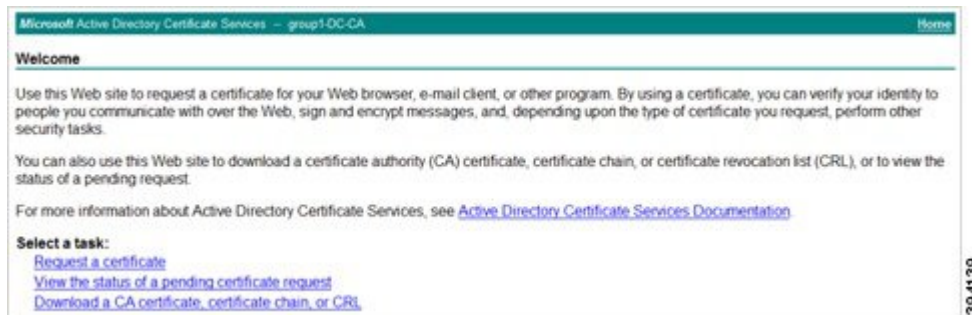 Microsoft Active Directory Certificate Services -- group1-DC-CA Home
Welcome
Use this Web site to request a certificate for your Web browser, e-mail client, or other program. By using a certificate, you can verify your identity to
people you communicate with over the Web, sign and encrypt messages, and, depending upon the type of certificate you request, perform other
security tasks.
You can also use this Web site to download a certificate authority (CA) certificate, certificate chain, or certificate revocation list (CRL), or to view the
status of a pending request.
For more information about Active Directory Certificate Services, see Active Directory Certificate Services Documentation.
Select a task:
Request a certificate
View the status of a pending certificate request
Download a CA certificate, certificate chain, or CRL